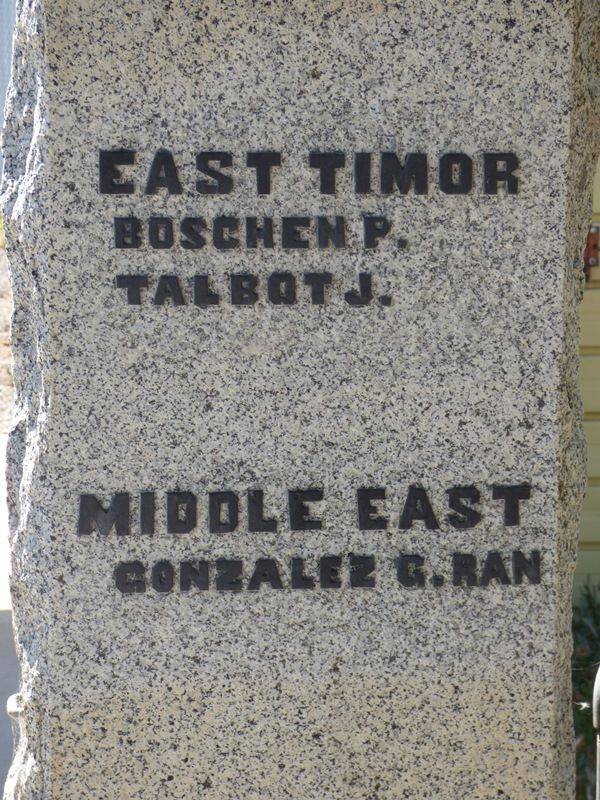 EAST TIMOR
BOSCHEN P.
TALBOT J.
MIDDLE EAST
GONZALEZ G. RAN